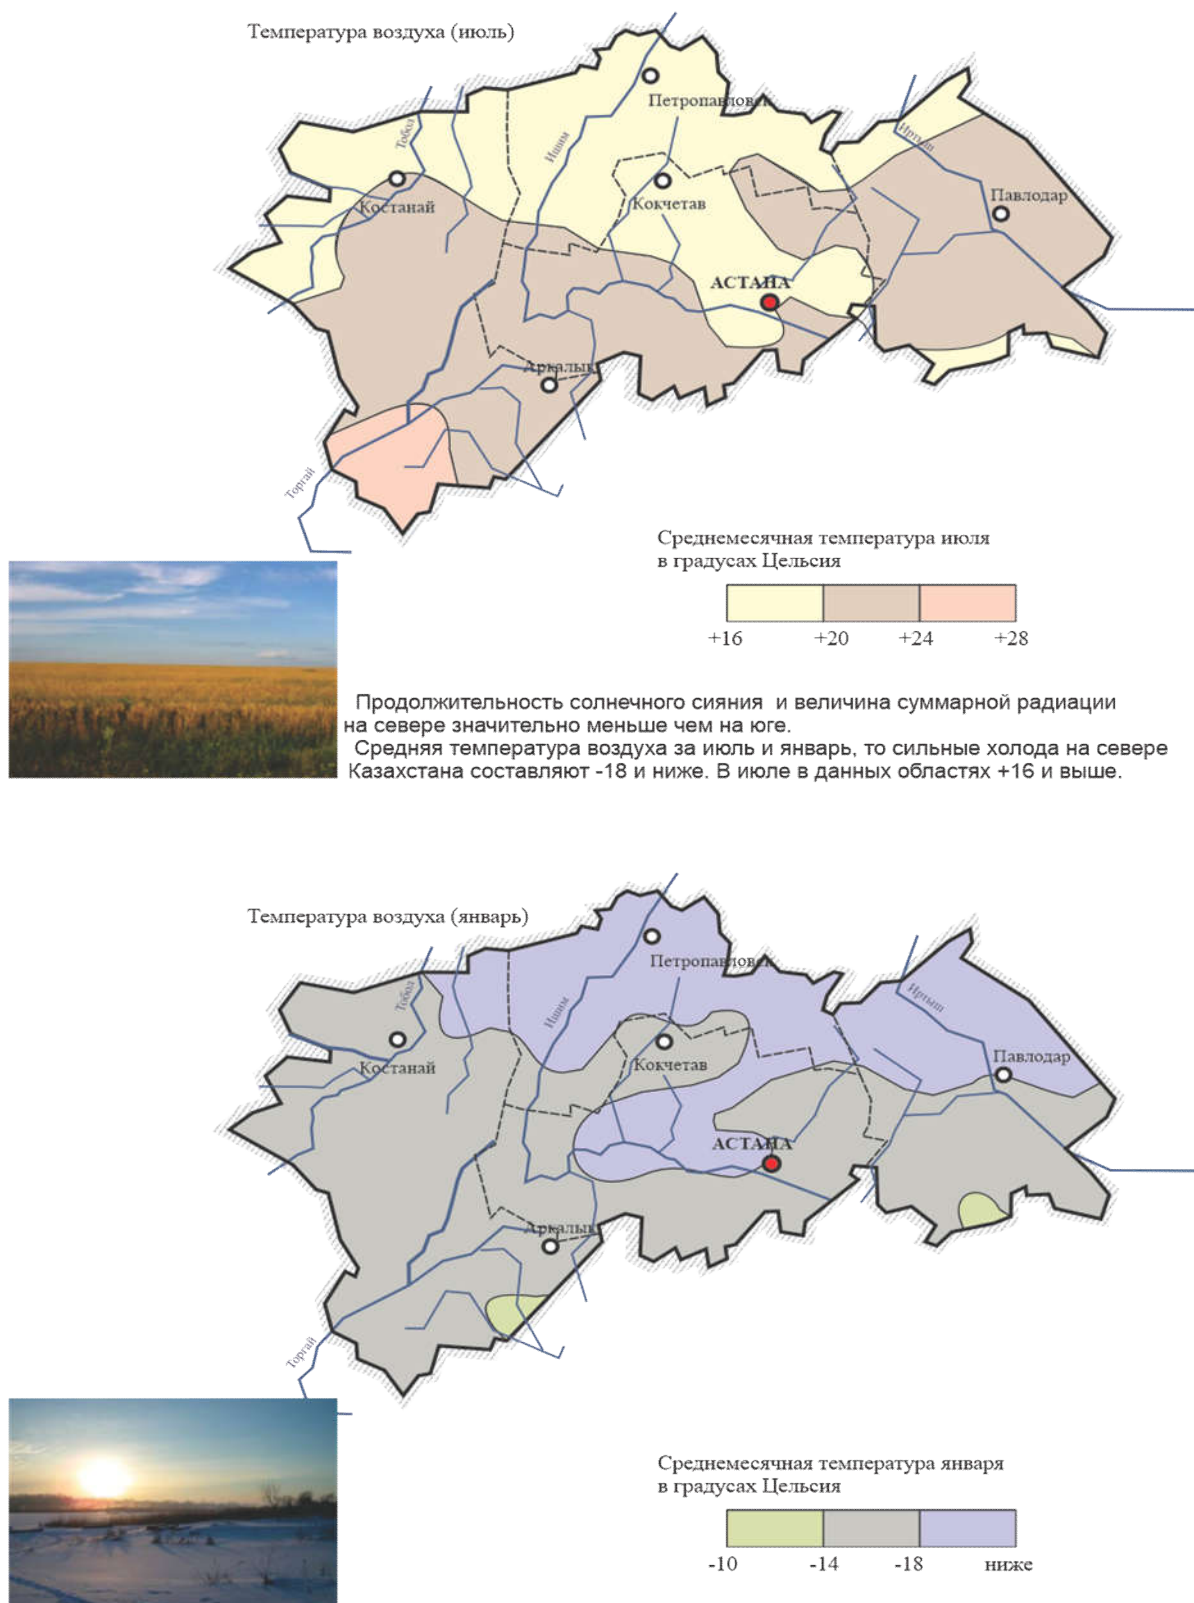 Температура воздуха (июль)
Петропавловск
Тобол
Ишим
Иртыш
Костанай
Кокчетав
Павлодар
АСТАНА
Аркалык
Торгай
Среднемесячная температура июля
в градусах Цельсия
+16 +20 +24 +28
Продолжительность солнечного сияния и величина суммарной радиации
на севере значительно меньше чем на юге.
Средняя температура воздуха за июль и январь, то сильные холода на севере
Казахстана составляют -18 и ниже. В июле в данных областях +16 и выше.
Температура воздуха (январь)
Петропавловск
Тобол
Ишим
Иртыш
Костанай
Кокчетав
Павлодар
АСТАНА
Аркалык
Торгай
Среднемесячная температура января
в градусах Цельсия
-10 -14 -18 ниже